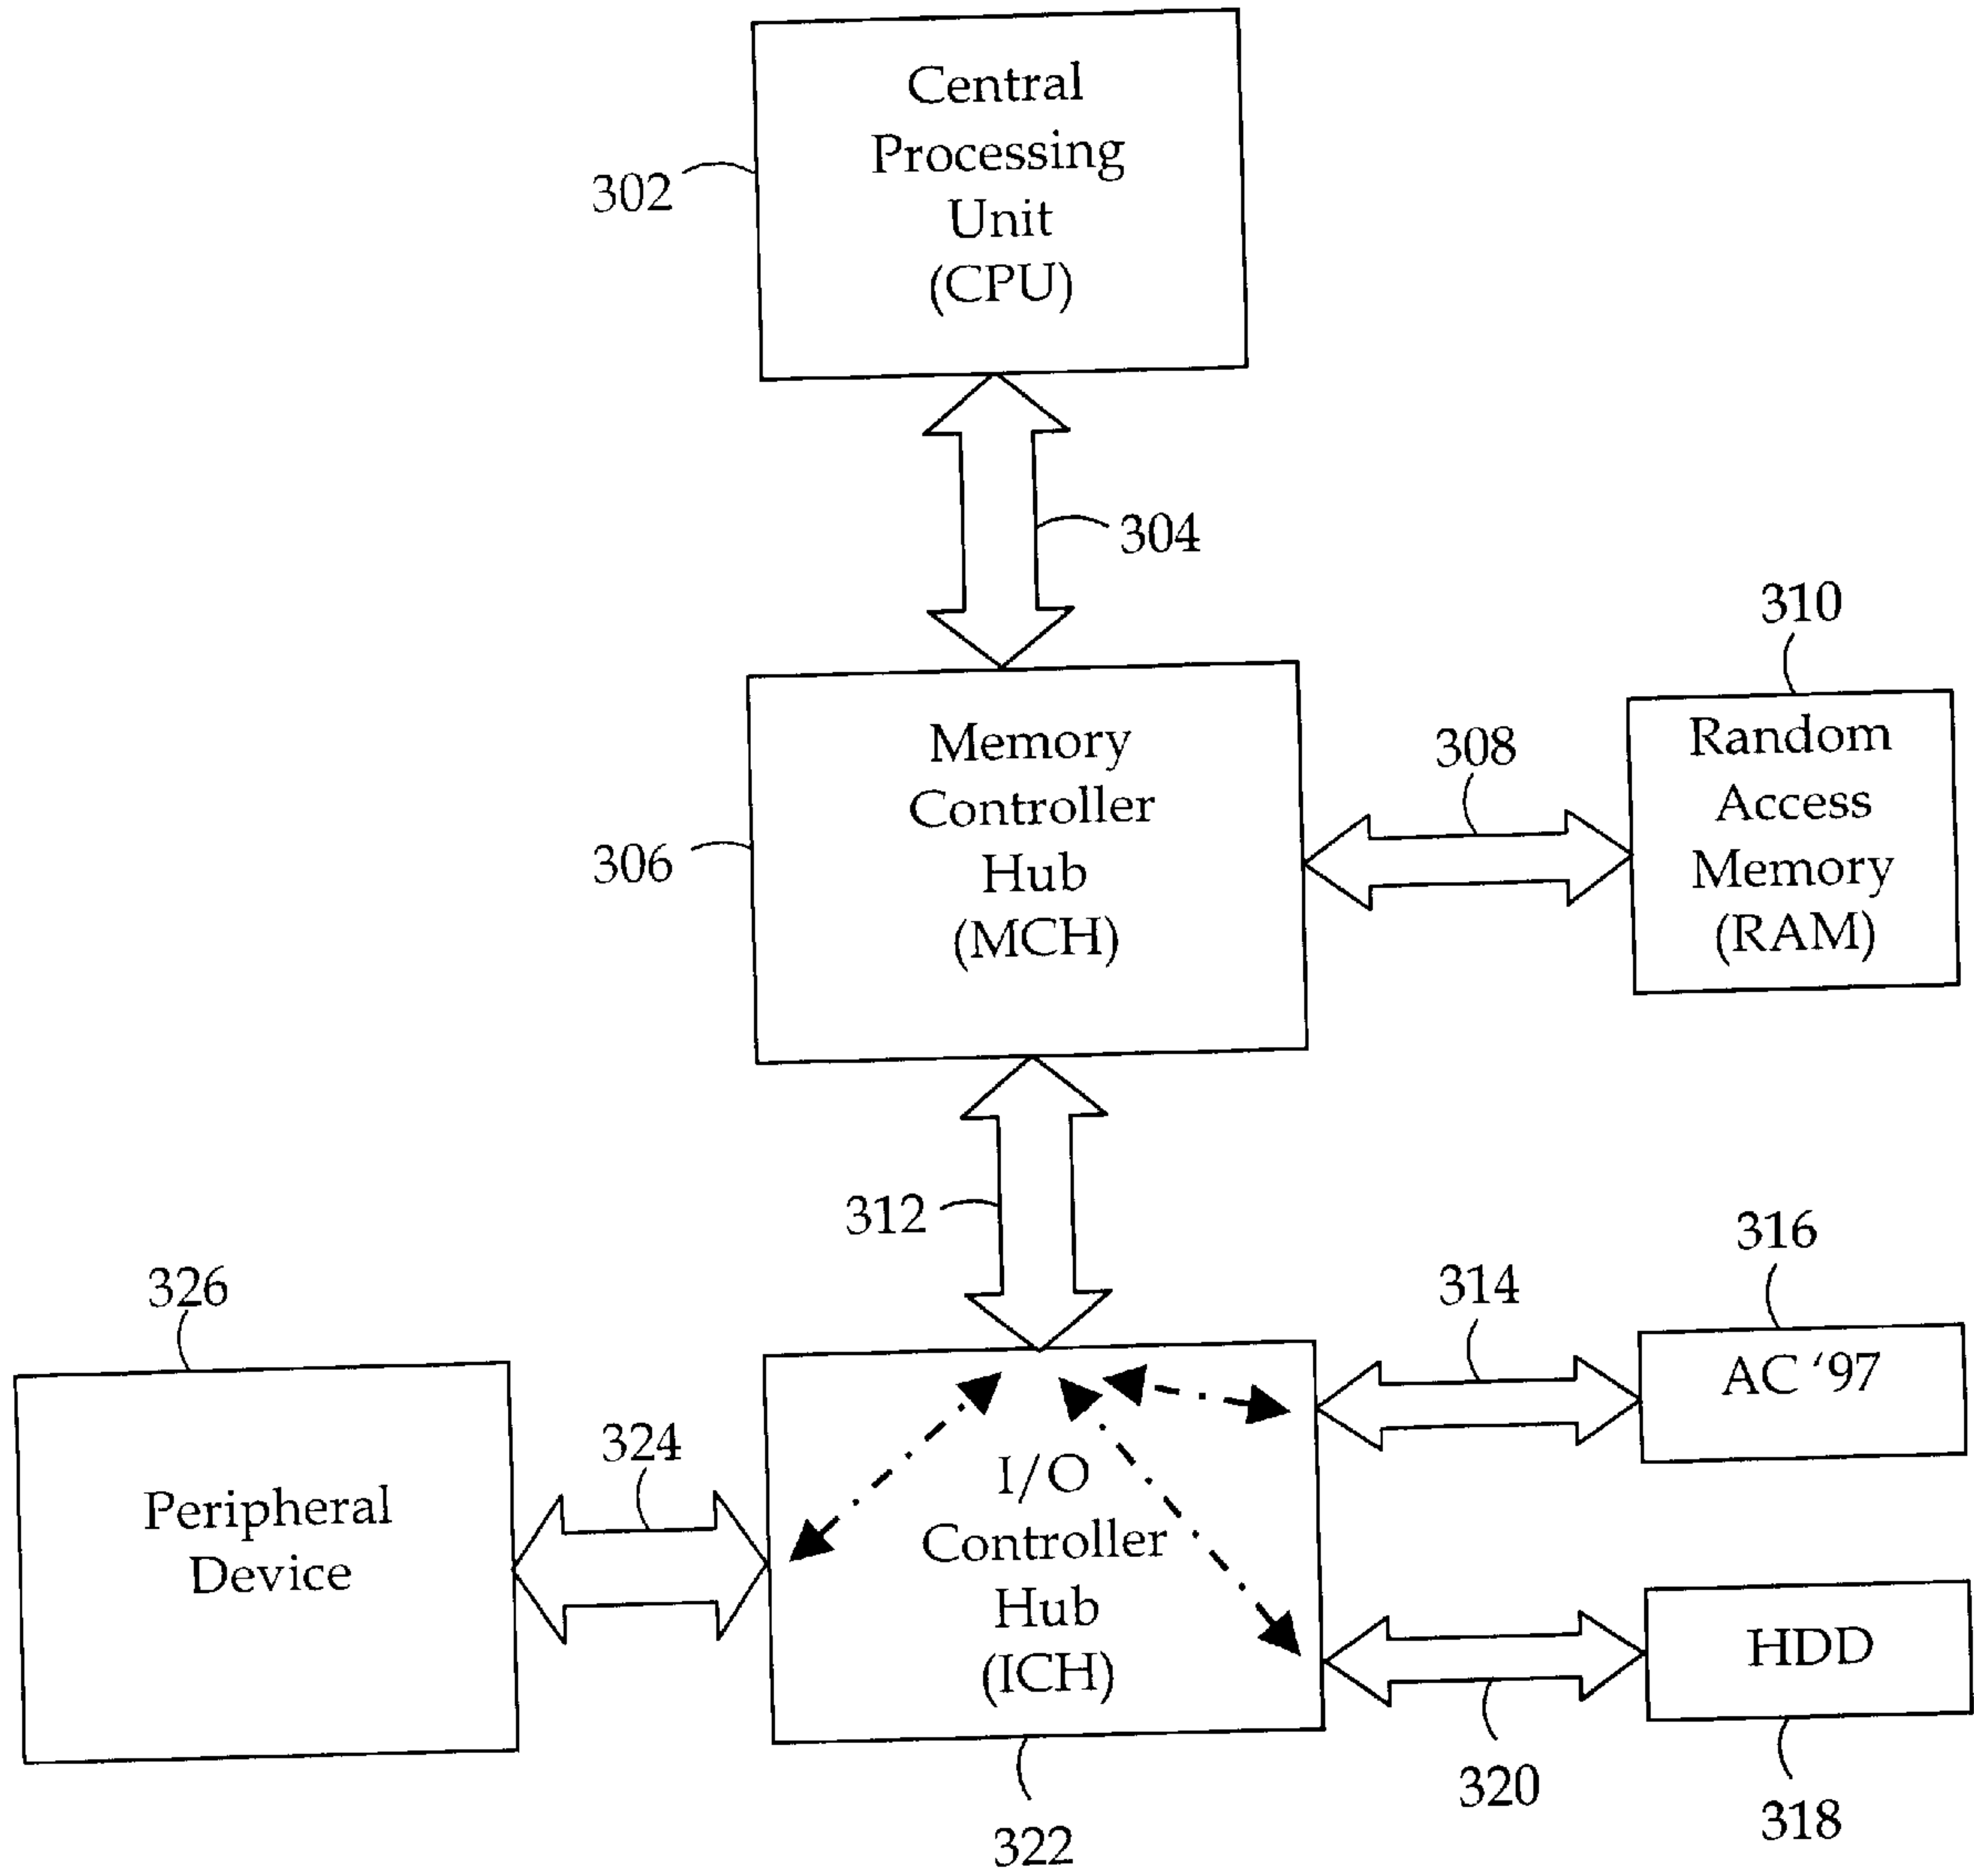 Central
Processing
Unit
(CPU)
302
304
310
Memory
Controller
Hub
(MCH)
306
308
Random
Access
Memory
(RAM)
312
326
314
316
AC ‘97
324
Peripheral
Device
I/O
Controller
Hub
(ICH)
HDD
320
318
322